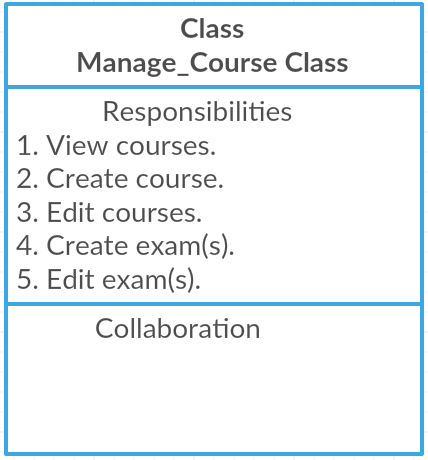 Class
Manage_Course Class
Responsibilities
1. View courses.
2. Create course.
3. Edit courses.
4. Create exam(s).
5. Edit exam(s).
Collaboration